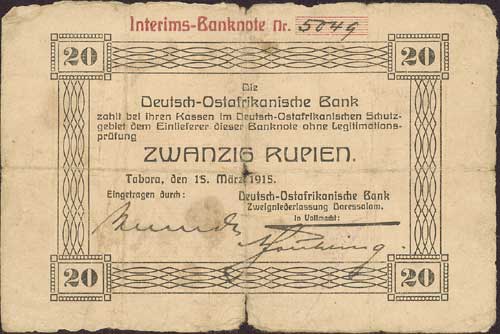 Interims-Banknote Nr. 5049
20 20
Die
Deutsch-Ostafrikanische Bank
zahlt bei ihren Kassen im Deutsch-Ostafrikanischen Schutz-
gebiet dem Einlieferer dieser Banknote ohne Legitimations-
prüfung
ZWANZIG RUPIEN.
Tabora, den 15. März 1915.
Eingetragen durch: Deutsch-Ostafrikanische Bank
Zweigniederlassung Daressalam.
in Vollmacht:
20 20